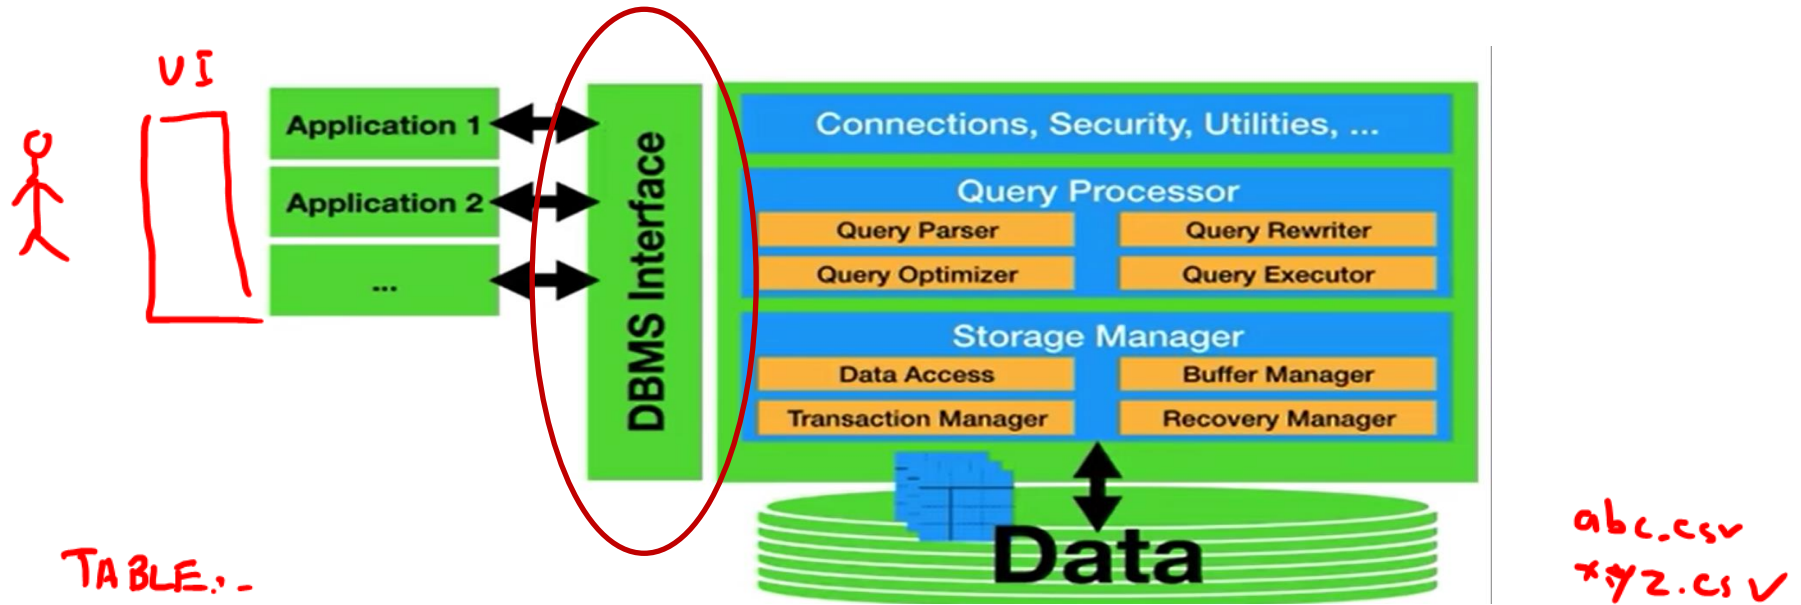 UI
Application 1
Application 2
...
DBMS Interface
Connections, Security, Utilities, ...
Query Processor
Query Parser
Query Rewriter
Query Optimizer
Query Executor
Storage Manager
Data Access
Buffer Manager
Transaction Manager
Recovery Manager
Data
TABLE:-
abc.csv
xyz.csv